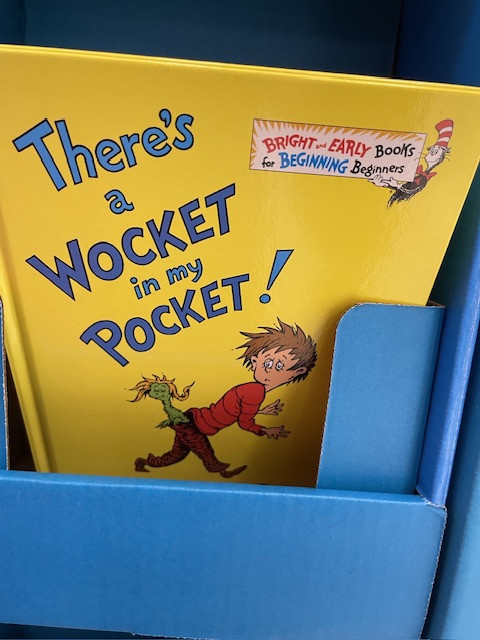 There's
a
WOCKET
in my
POCKET!
BRIGHT and EARLY BOOKS
for BEGINNING Beginners